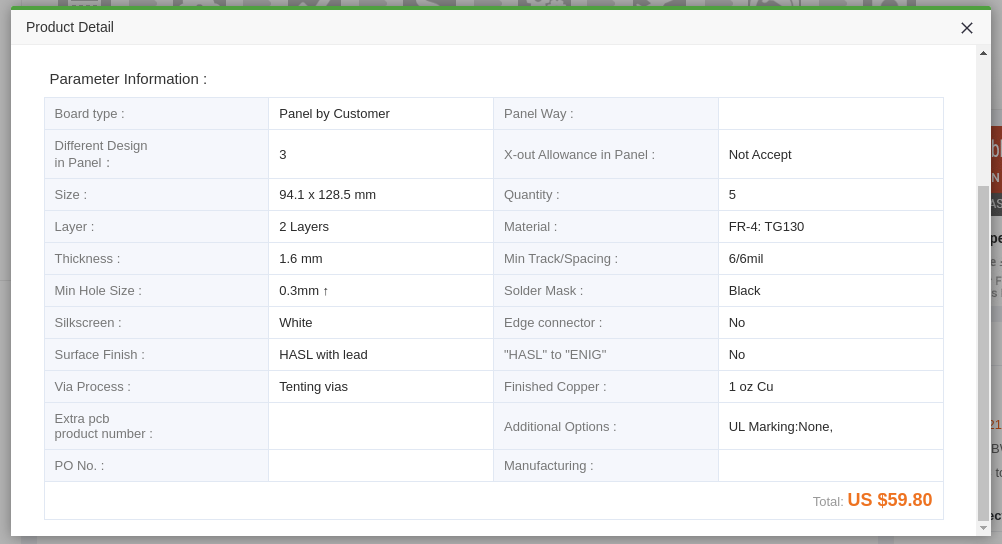 Product Detail
Parameter Information :
Board type : Panel by Customer Panel Way :
Different Design
in Panel : 3 X-out Allowance in Panel : Not Accept
Size : 94.1 x 128.5 mm Quantity : 5
Layer : 2 Layers Material : FR-4: TG130
Thickness : 1.6 mm Min Track/Spacing : 6/6mil
Min Hole Size : 0.3mm ↑ Solder Mask : Black
Silkscreen : White Edge connector : No
Surface Finish : HASL with lead "HASL" to "ENIG" No
Via Process : Tenting vias Finished Copper : 1 oz Cu
Extra pcb
product number : Additional Options : UL Marking:None,
PO No. : Manufacturing :
Total: US $59.80